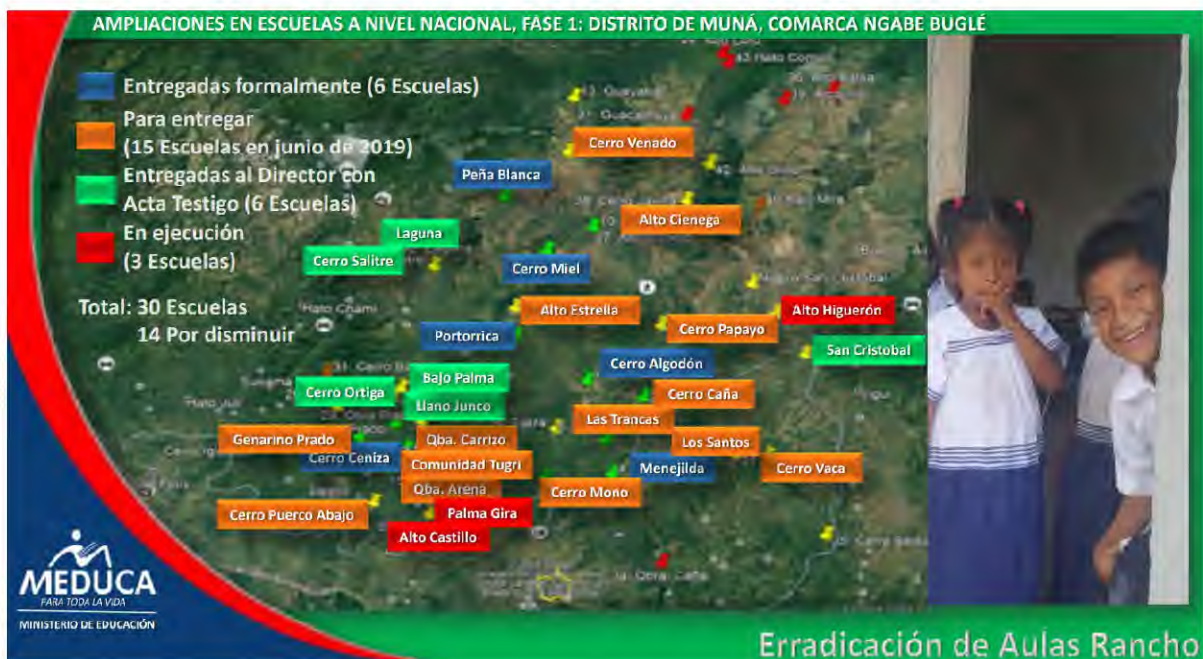 AMPLIACIONES EN ESCUELAS A NIVEL NACIONAL, FASE 1: DISTRITO DE MUNÁ, COMARCA NGABE BUGLÉ
Entregadas formalmente (6 Escuelas)
Para entregar
(15 Escuelas en junio de 2019)
Entregadas al Director con
Acta Testigo (6 Escuelas)
En ejecución
(3 Escuelas)
Total: 30 Escuelas
14 Por disminuir
Cerro Venado
Peña Blanca
Alto Cienega
Laguna
Cerro Salitre
Cerro Miel
Alto Estrella
Alto Higuerón
Cerro Papayo
Portorrica
San Cristobal
Cerro Algodón
Bajo Palma
Cerro Ortiga
Cerro Caña
Llano Junco
Las Trancas
Genarino Prado
Qba. Carrizo
Los Santos
Cerro Ceniza
Comunidad Tugri
Menejilda
Cerro Vaca
Qba. Arena
Cerro Mono
Cerro Puerco Abajo
Palma Gira
Alto Castillo
Hato Chami
MEDUCA
PARA TODA LA VIDA
MINISTERIO DE EDUCACIÓN
Erradicación de Aulas Rancho